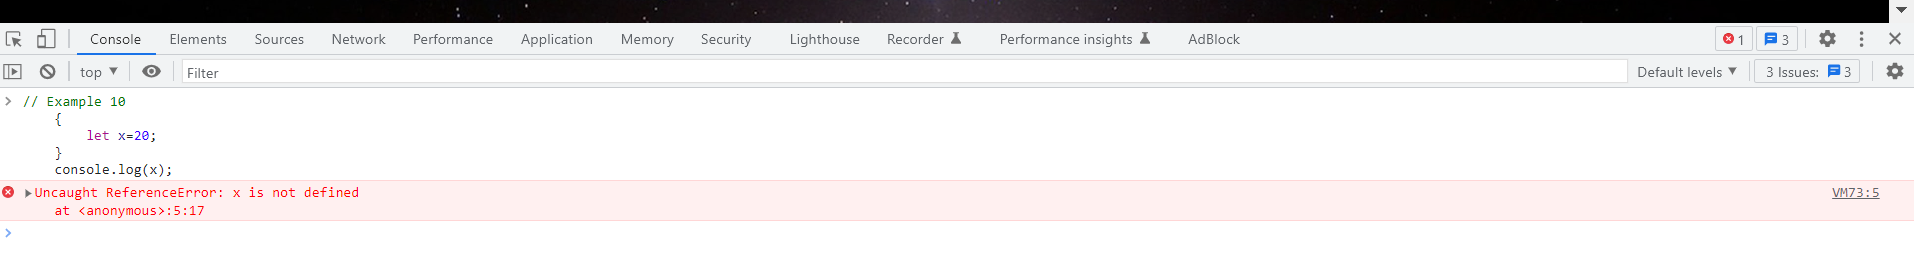 Console Elements Sources Network Performance Application Memory Security Lighthouse Recorder Performance insights AdBlock 1 3
top Filter Default levels 3 Issues: 3
// Example 10
{
let x=20;
}
console.log(x);
Uncaught ReferenceError: x is not defined VM73:5
at <anonymous>:5:17